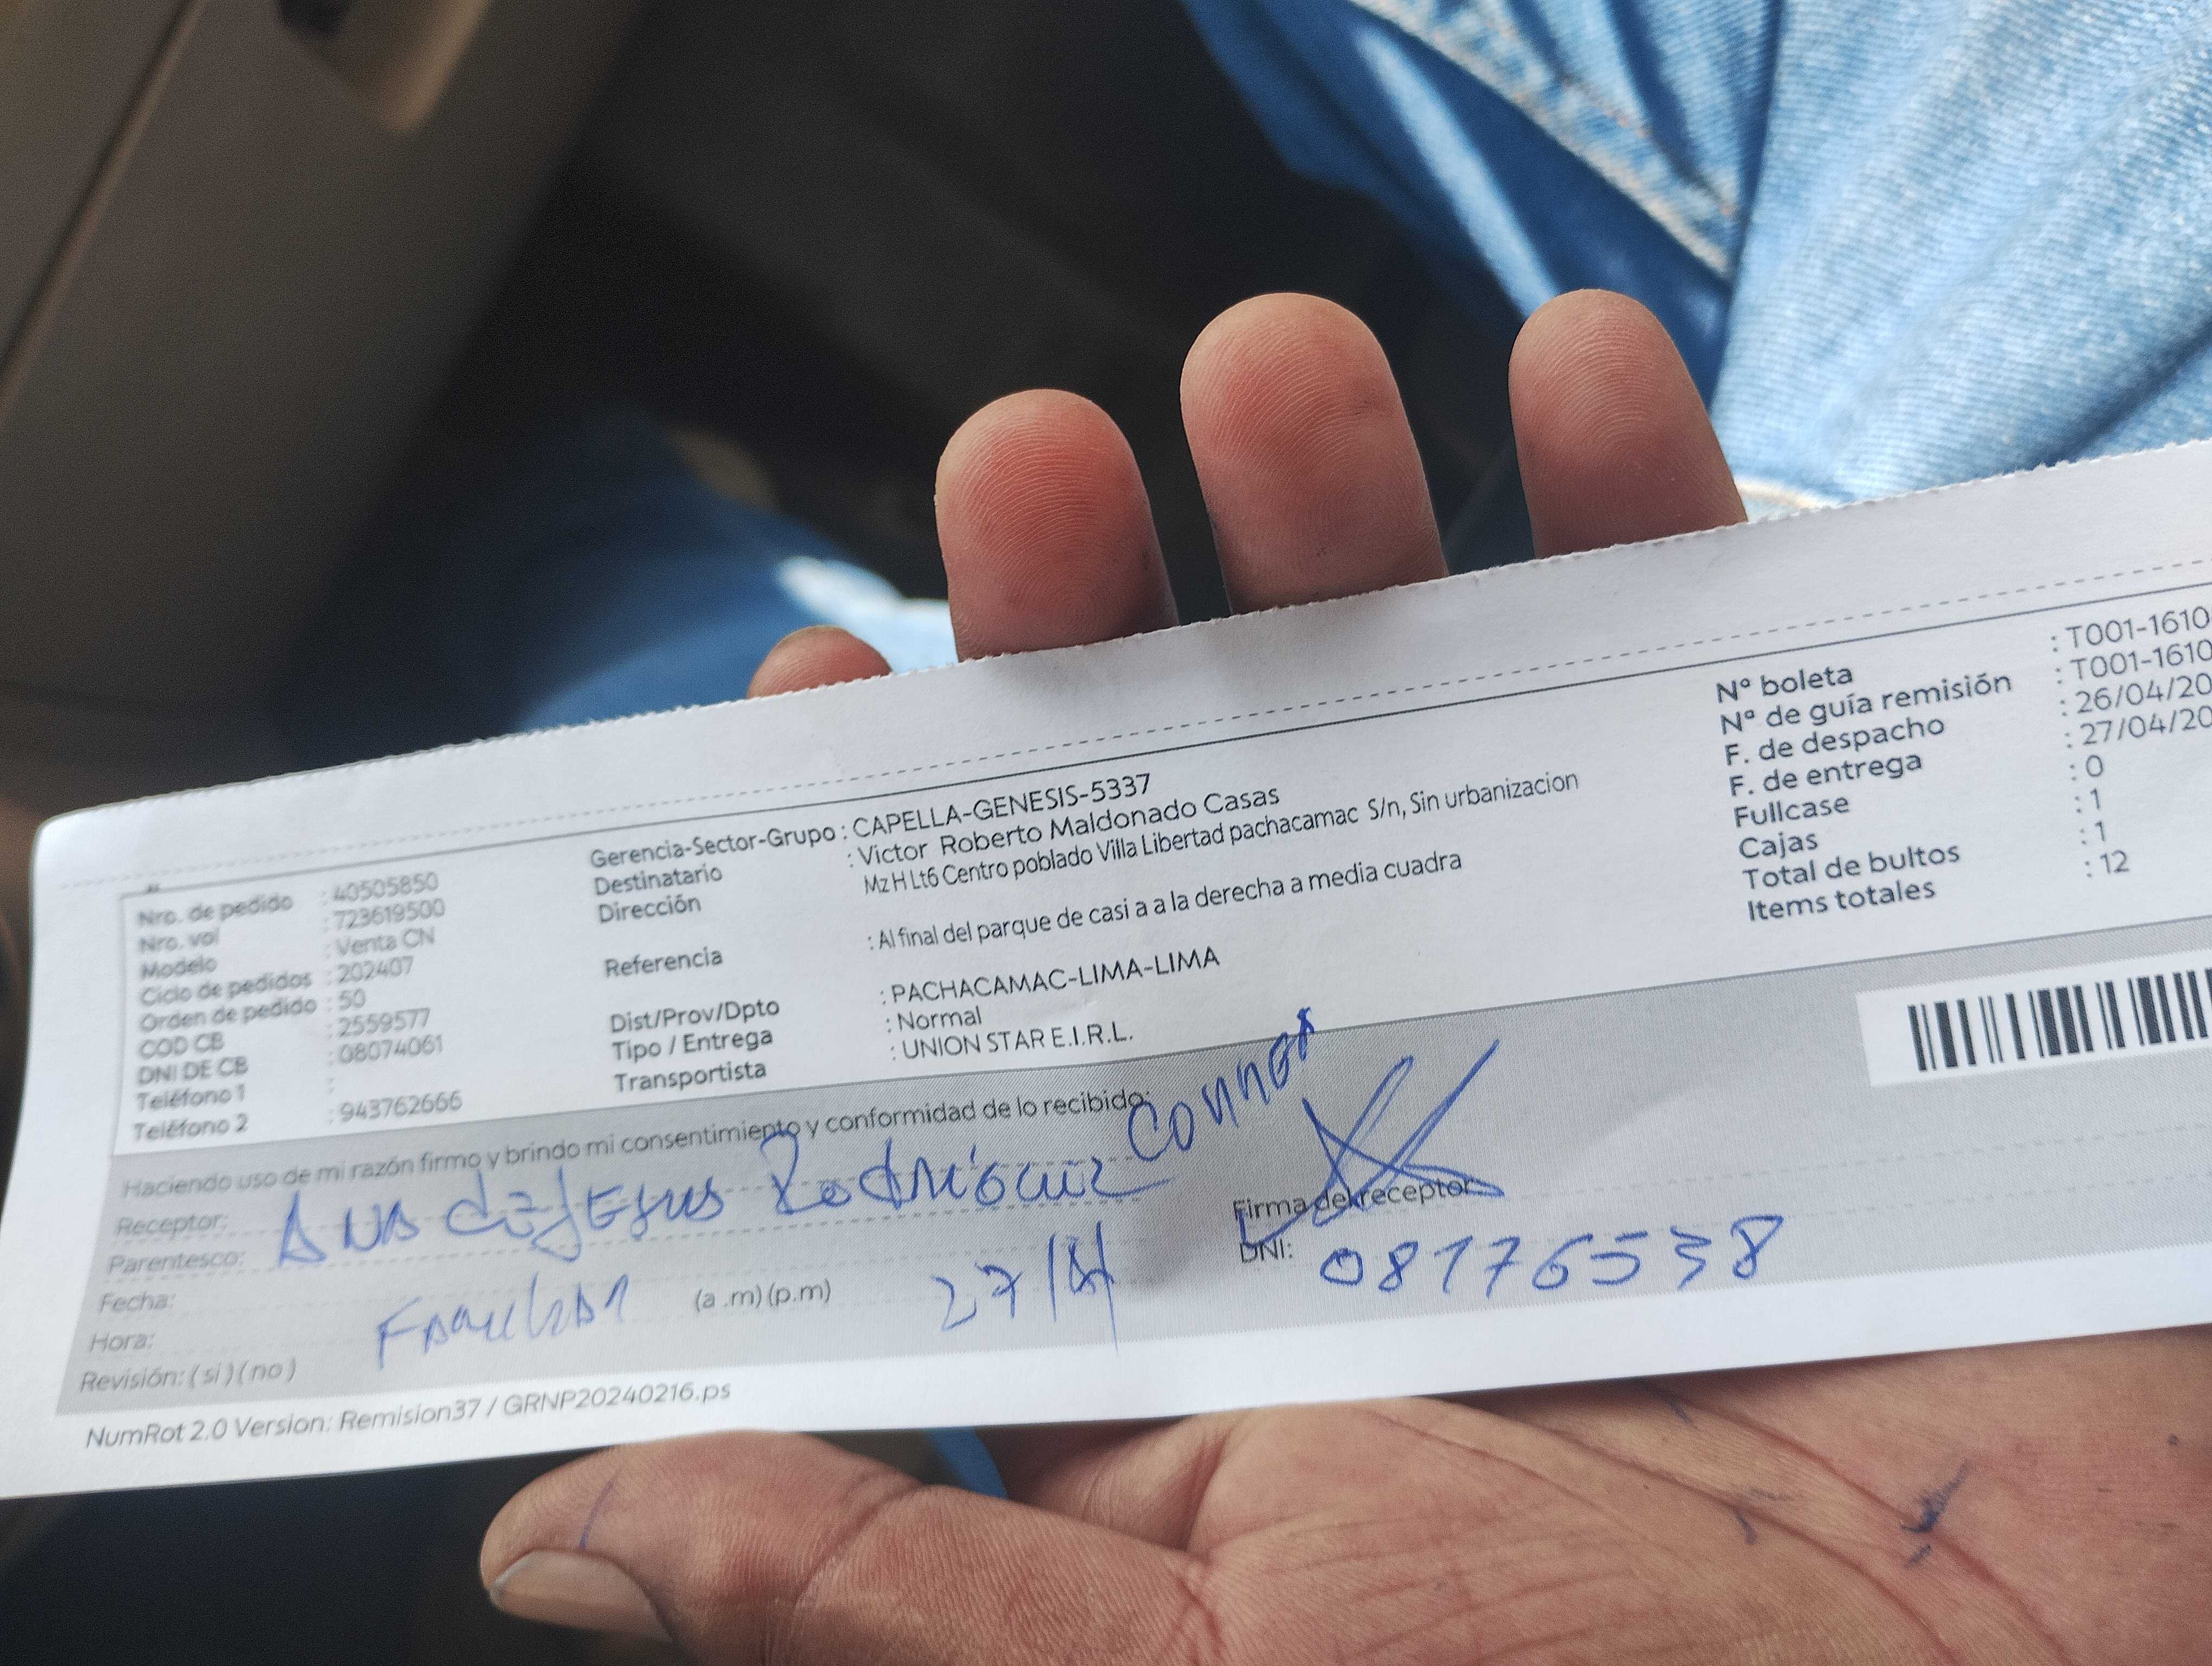 Nro. de pedido : 40505850
Nro. vol : 723619500
Modelo : Venta CN
Ciclo de pedidos : 202407
Orden de pedido : 50
COD CB : 2559577
DNI DE CB : 08074061
Teléfono 1 :
Teléfono 2 : 943762666
Gerencia-Sector-Grupo : CAPELLA-GENESIS-5337
Destinatario : Victor Roberto Maldonado Casas
Dirección Mz H Lt6 Centro poblado Villa Libertad pachacamac S/n, Sin urbanizacion
Referencia : Al final del parque de casi a a la derecha a media cuadra
Dist/Prov/Dpto : PACHACAMAC-LIMA-LIMA
Tipo / Entrega : Normal
Transportista : UNION STAR E.I.R.L.
N° boleta : T001-1610
N° de guía remisión : T001-1610
F. de despacho : 26/04/20
F. de entrega : 27/04/20
Fullcase : 0
Cajas : 1
Total de bultos : 1
Items totales : 12
Haciendo uso de mi razón firmo y brindo mi consentimiento y conformidad de lo recibido:
Receptor: ANA de JESUS Rodriguez
Parentesco:
Fecha:
Hora: (a .m) (p.m) 27/
Revisión: ( si ) ( no )
Firma del receptor
DNI: 08176538
NumRot 2.0 Version: Remision37 / GRNP20240216.ps